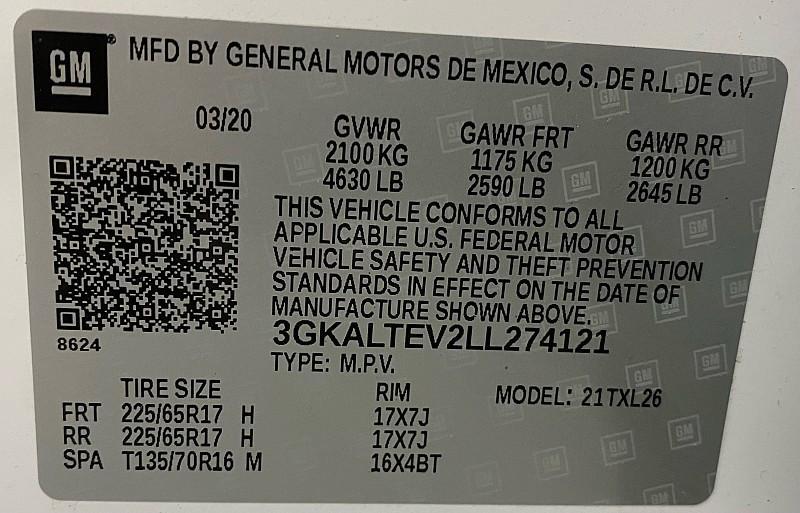 GM MFD BY GENERAL MOTORS DE MEXICO, S. DE R.L. DE C.V.
03/20
GVWR GAWR FRT GAWR RR
2100 KG 1175 KG 1200 KG
4630 LB 2590 LB 2645 LB
THIS VEHICLE CONFORMS TO ALL
APPLICABLE U.S. FEDERAL MOTOR
VEHICLE SAFETY AND THEFT PREVENTION
STANDARDS IN EFFECT ON THE DATE OF
MANUFACTURE SHOWN ABOVE.
8624
3GKALTEV2LL274121
TYPE: M.P.V.
TIRE SIZE RIM MODEL: 21TXL26
FRT 225/65R17 H 17X7J
RR 225/65R17 H 17X7J
SPA T135/70R16 M 16X4BT